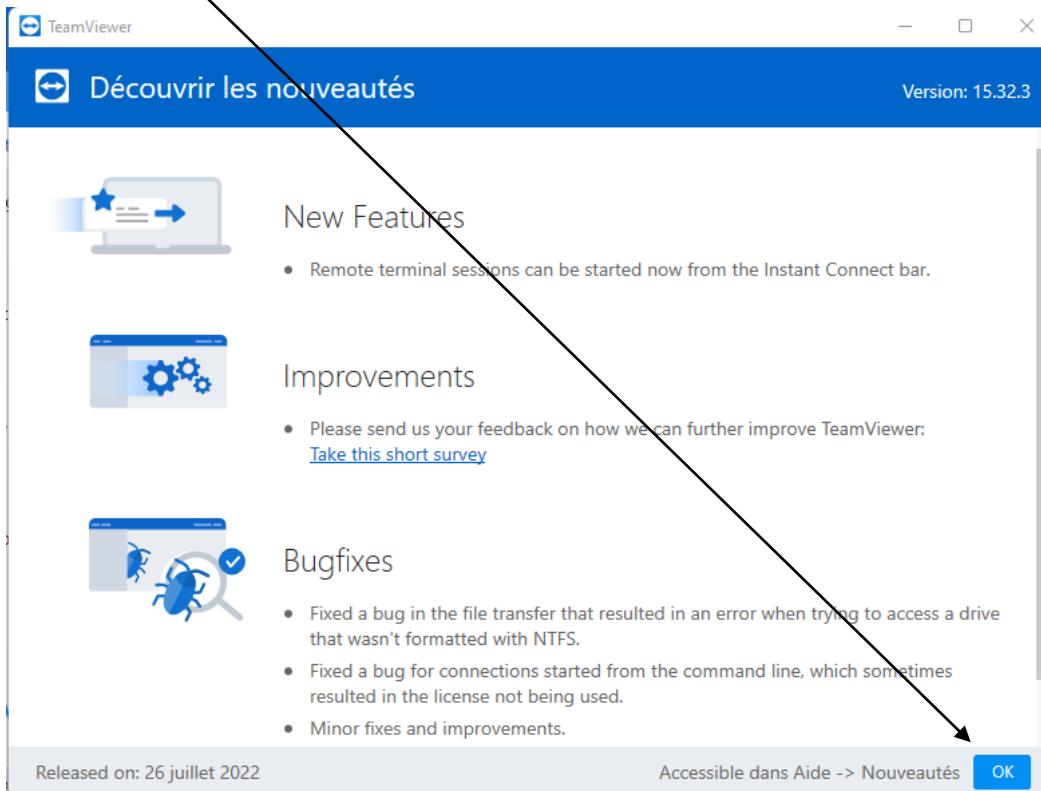 TeamViewer
Découvrir les nouveautés
Version: 15.32.3
New Features
• Remote terminal sessions can be started now from the Instant Connect bar.
Improvements
• Please send us your feedback on how we can further improve TeamViewer:
Take this short survey
Bugfixes
• Fixed a bug in the file transfer that resulted in an error when trying to access a drive
that wasn't formatted with NTFS.
• Fixed a bug for connections started from the command line, which sometimes
resulted in the license not being used.
• Minor fixes and improvements.
Released on: 26 juillet 2022
Accessible dans Aide -> Nouveautés
OK